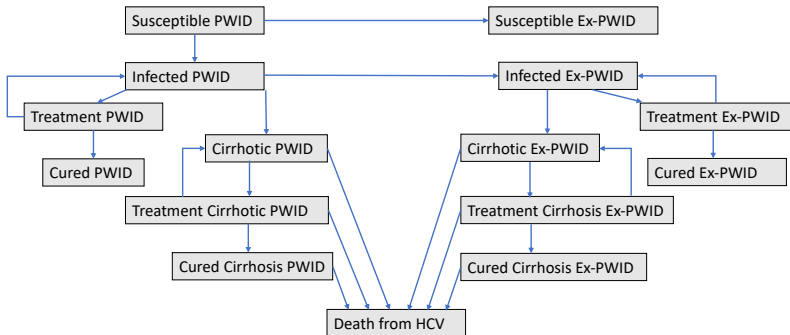 Susceptible PWID
Susceptible Ex-PWID
Infected PWID
Infected Ex-PWID
Treatment PWID
Treatment Ex-PWID
Cirrhotic PWID
Cirrhotic Ex-PWID
Cured PWID
Cured Ex-PWID
Treatment Cirrhotic PWID
Treatment Cirrhosis Ex-PWID
Cured Cirrhosis PWID
Cured Cirrhosis Ex-PWID
Death from HCV